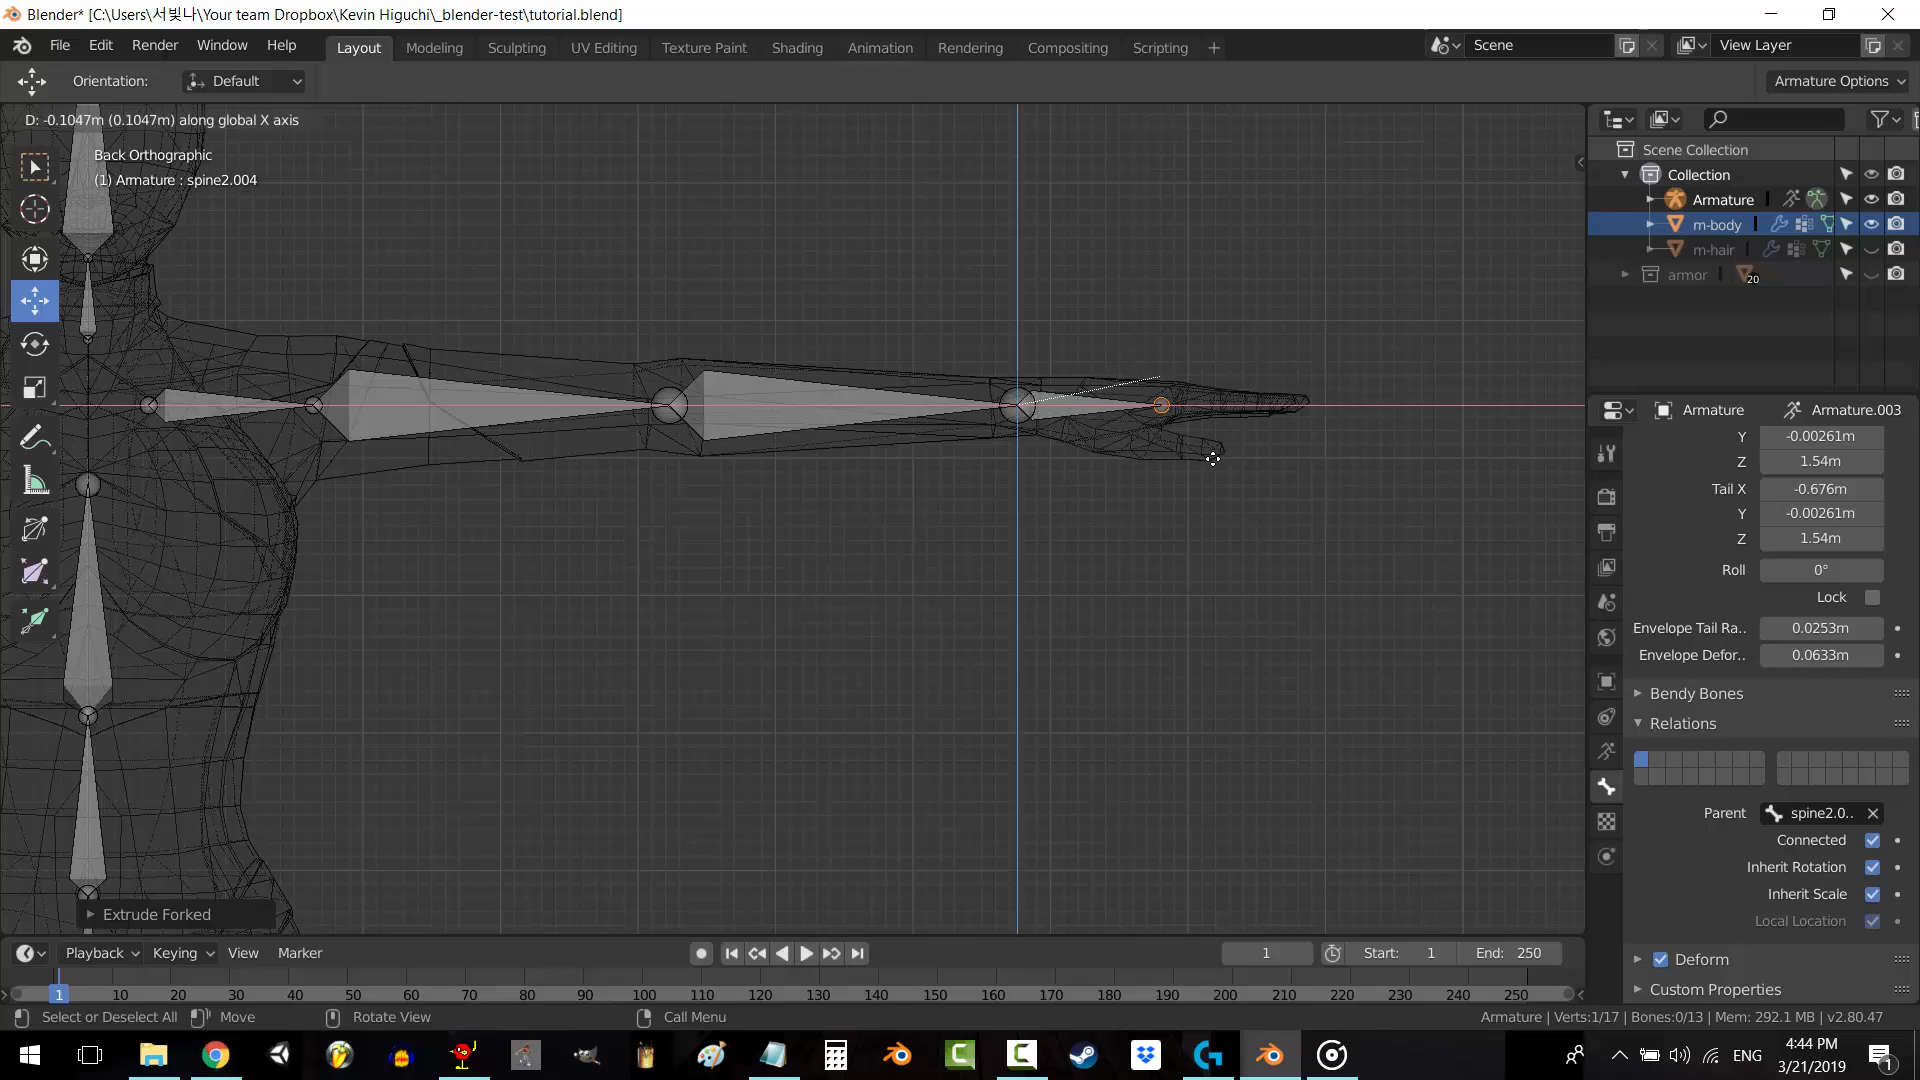 Blender* [C:\Users\서빛나\Your team Dropbox\Kevin Higuchi\_blender-test\tutorial.blend]
File Edit Render Window Help Layout Modeling Sculpting UV Editing Texture Paint Shading Animation Rendering Compositing Scripting + Scene View Layer
Orientation: Default Armature Options
D: -0.1047m (0.1047m) along global X axis
Back Orthographic
(1) Armature : spine2.004
Scene Collection
Collection
Armature
m-body
m-hair
armor 20
Armature Armature.003
Y -0.00261m
Z 1.54m
Tail X -0.676m
Y -0.00261m
Z 1.54m
Roll 0°
Lock
Envelope Tail Ra.. 0.0253m
Envelope Defor.. 0.0633m
Bendy Bones
Relations
Parent spine2.0..
Connected
Inherit Rotation
Inherit Scale
Local Location
Deform
Custom Properties
Extrude Forked
Playback Keying View Marker 1 Start: 1 End: 250
1 10 20 30 40 50 60 70 80 90 100 110 120 130 140 150 160 170 180 190 200 210 220 230 240 250
Select or Deselect All Move Rotate View Call Menu Armature | Verts:1/17 | Bones:0/13 | Mem: 292.1 MB | v2.80.47
ENG 4:44 PM
3/21/2019
1